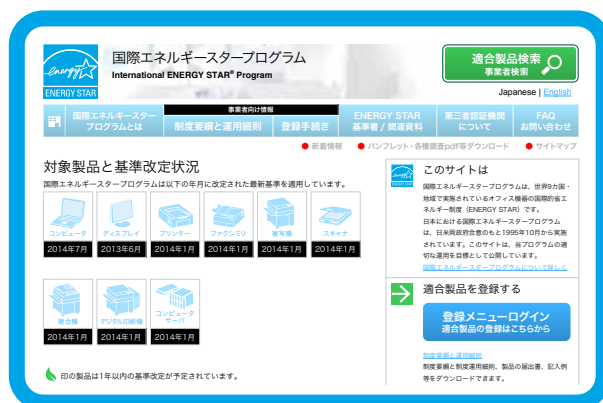 energy
ENERGY STAR
国際エネルギースタープログラム
International ENERGY STAR® Program
適合製品検索
事業者検索
Japanese | English
国際エネルギースター
プログラムとは
事業者向け情報
制度要綱と運用細則
登録手続き
ENERGY STAR
基準書 / 関連資料
第三者認証機関
について
FAQ
お問い合わせ
新着情報
パンフレット・各種調査pdf等ダウンロード
サイトマップ
対象製品と基準改定状況
国際エネルギースタープログラムは以下の年月に改定された最新基準を適用しています。
コンピュータ
2014年7月
ディスプレイ
2013年6月
プリンター
2014年1月
ファクシミリ
2014年1月
複写機
2014年1月
スキャナ
2014年1月
複合機
2014年1月
デジタル印刷機
2014年1月
コンピュータ
サーバ
2014年1月
印の製品は1年以内の基準改定が予定されています。
このサイトは
国際エネルギースタープログラムは、世界9カ国・
地域で実施されているオフィス機器の国際的省エ
ネルギー制度（ENERGY STAR）です。
日本における国際エネルギースタープログラム
は、日米両政府合意のもと1995年10月から実施
されています。このサイトは、当プログラムの適
切な運用を目標として公開しています。
国際エネルギースタープログラムについて詳しく
適合製品を登録する
登録メニューログイン
適合製品の登録はこちらから
制度要綱と運用細則
制度要綱と制度運用細則、製品の届出書、記入例
等をダウンロードできます。